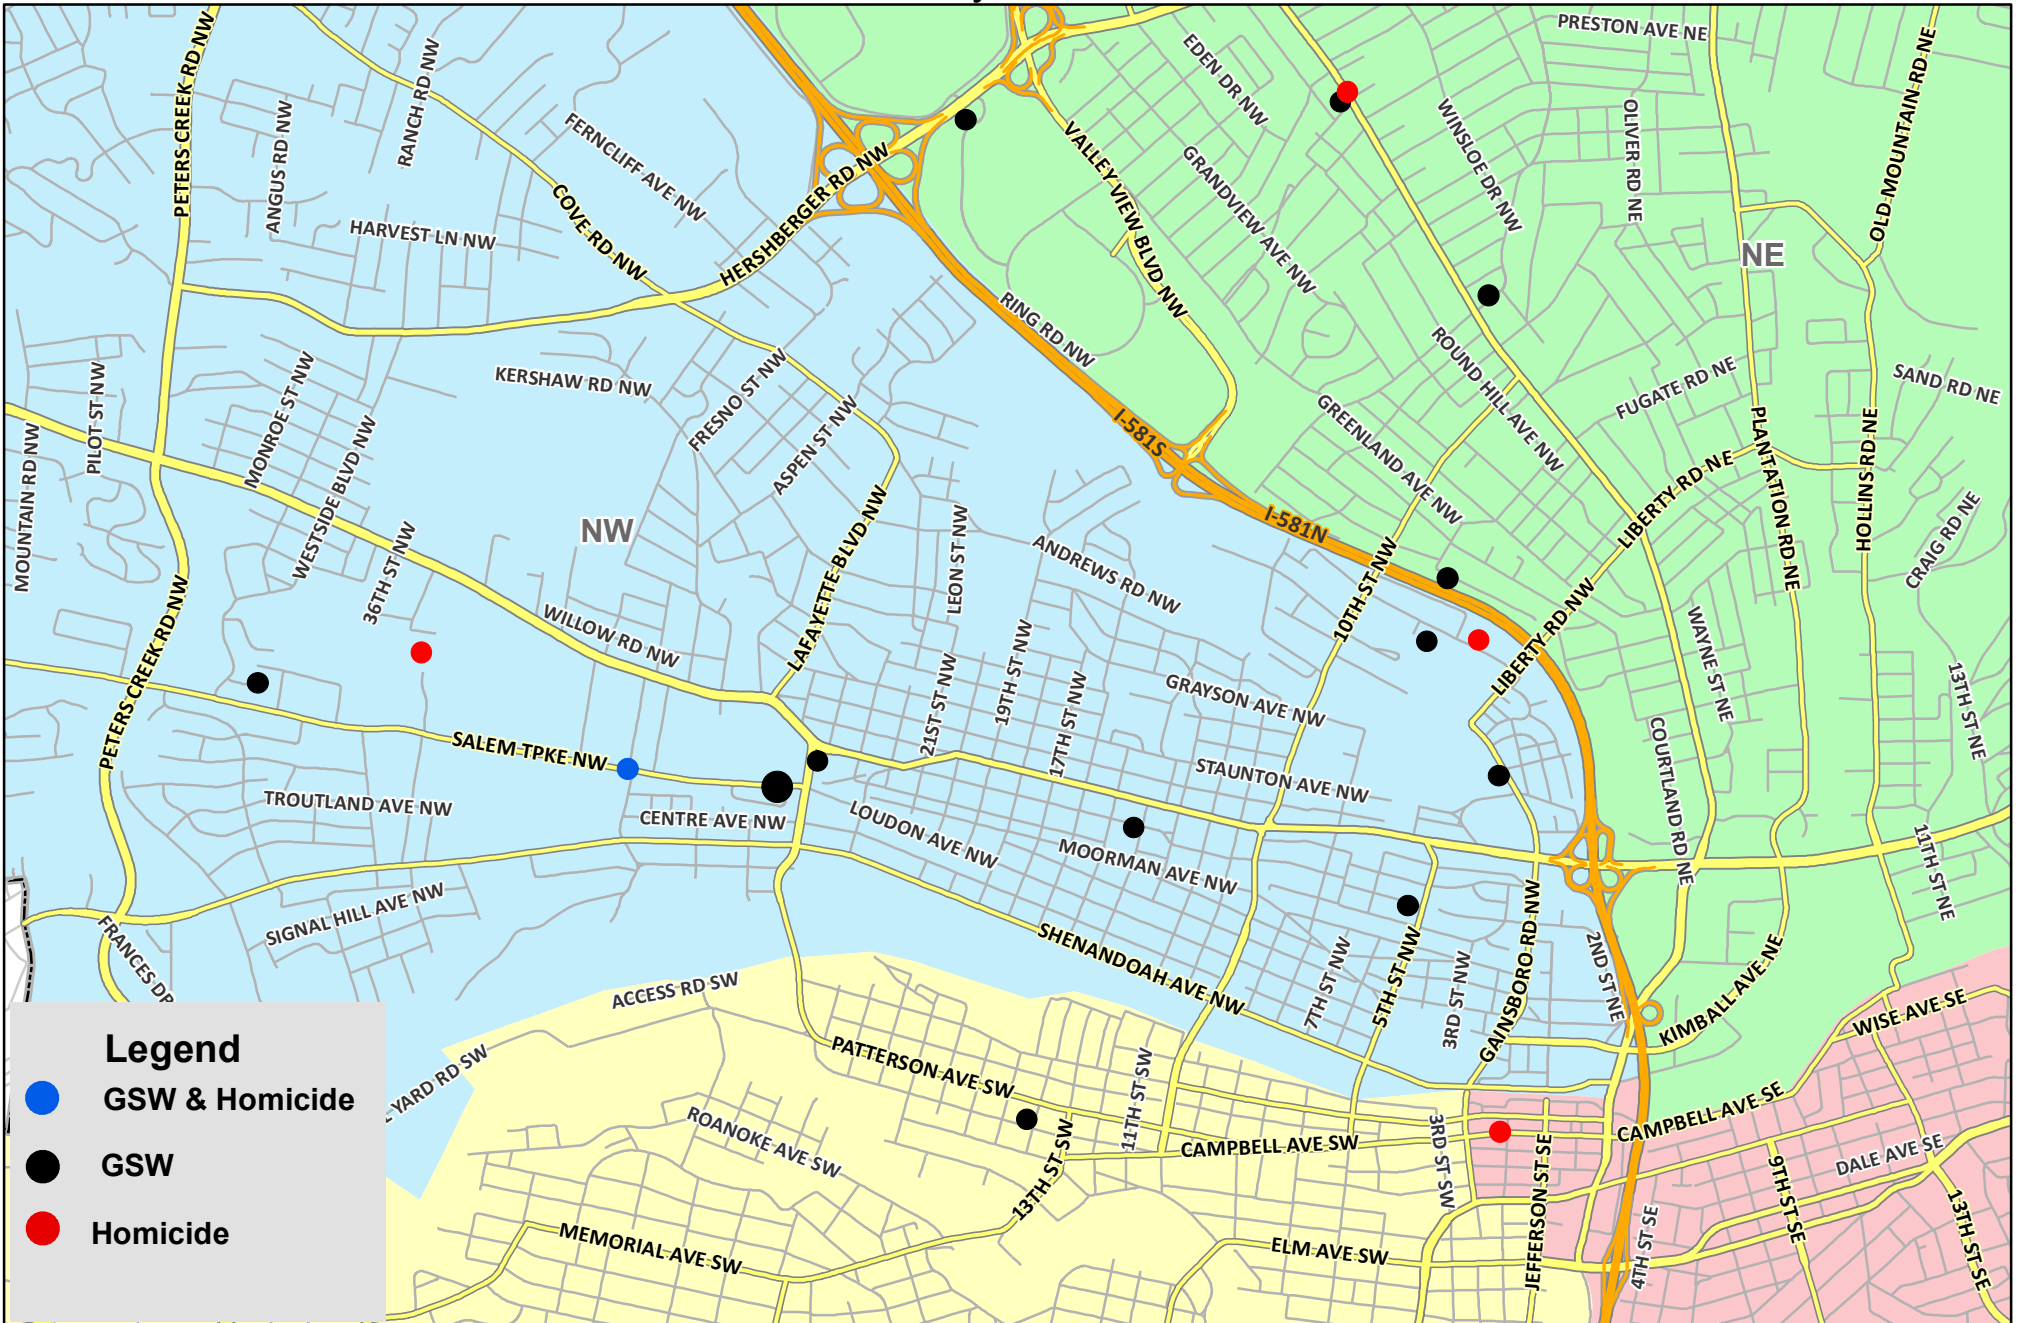 PRESTON AVE NE
PETERS CREEK RD NW
RANCH RD NW
EDEN DR NW
OLD MOUNTAIN RD NE
ANGUS RD NW
FERNCLIFF AVE NW
WINSLOE DR NW
OLIVER RD NE
VALLEY VIEW BLVD NW
GRANDVIEW AVE NW
HERSHBERGER RD NW
COVE RD NW
HARVEST LN NW
NE
RING RD NW
ROUND HILL AVE NW
KERSHAW RD NW
FRESNO ST NW
FUGATE RD NE
SAND RD NE
PILOT ST NW
MONROE ST NW
ASPEN ST NW
GREENLAND AVE NW
I-581S
PLANTATION RD NE
HOLLINS RD NE
MOUNTAIN RD NW
WESTSIDE BLVD NW
LIBERTY RD NE
I-581N
NW
LEON ST NW
CRAIG RD NE
36TH ST NW
LAFAYETTE BLVD NW
ANDREWS RD NW
10TH ST NW
LIBERTY RD NW
WILLOW RD NW
PETERS CREEK RD NW
19TH ST NW
WAYNE ST NE
21ST ST NW
17TH ST NW
GRAYSON AVE NW
13TH ST NE
SALEM TPKE NW
STAUNTON AVE NW
COURTLAND RD NE
TROUTLAND AVE NW
CENTRE AVE NW
LOUDON AVE NW
MOORMAN AVE NW
11TH ST NE
SIGNAL HILL AVE NW
FRANCES DR
SHENANDOAH AVE NW
7TH ST NW
5TH ST NW
3RD ST NW
GAINSBORO RD NW
2ND ST NE
KIMBALL AVE NE
ACCESS RD SW
WISE AVE SE
YARD RD SW
PATTERSON AVE SW
11TH ST SW
ROANOKE AVE SW
CAMPBELL AVE SW
CAMPBELL AVE SE
3RD ST SW
JEFFERSON ST SE
DALE AVE SE
9TH ST SE
13TH ST SW
13TH ST SE
MEMORIAL AVE SW
ELM AVE SW
4TH ST SE
Legend
GSW & Homicide
GSW
Homicide